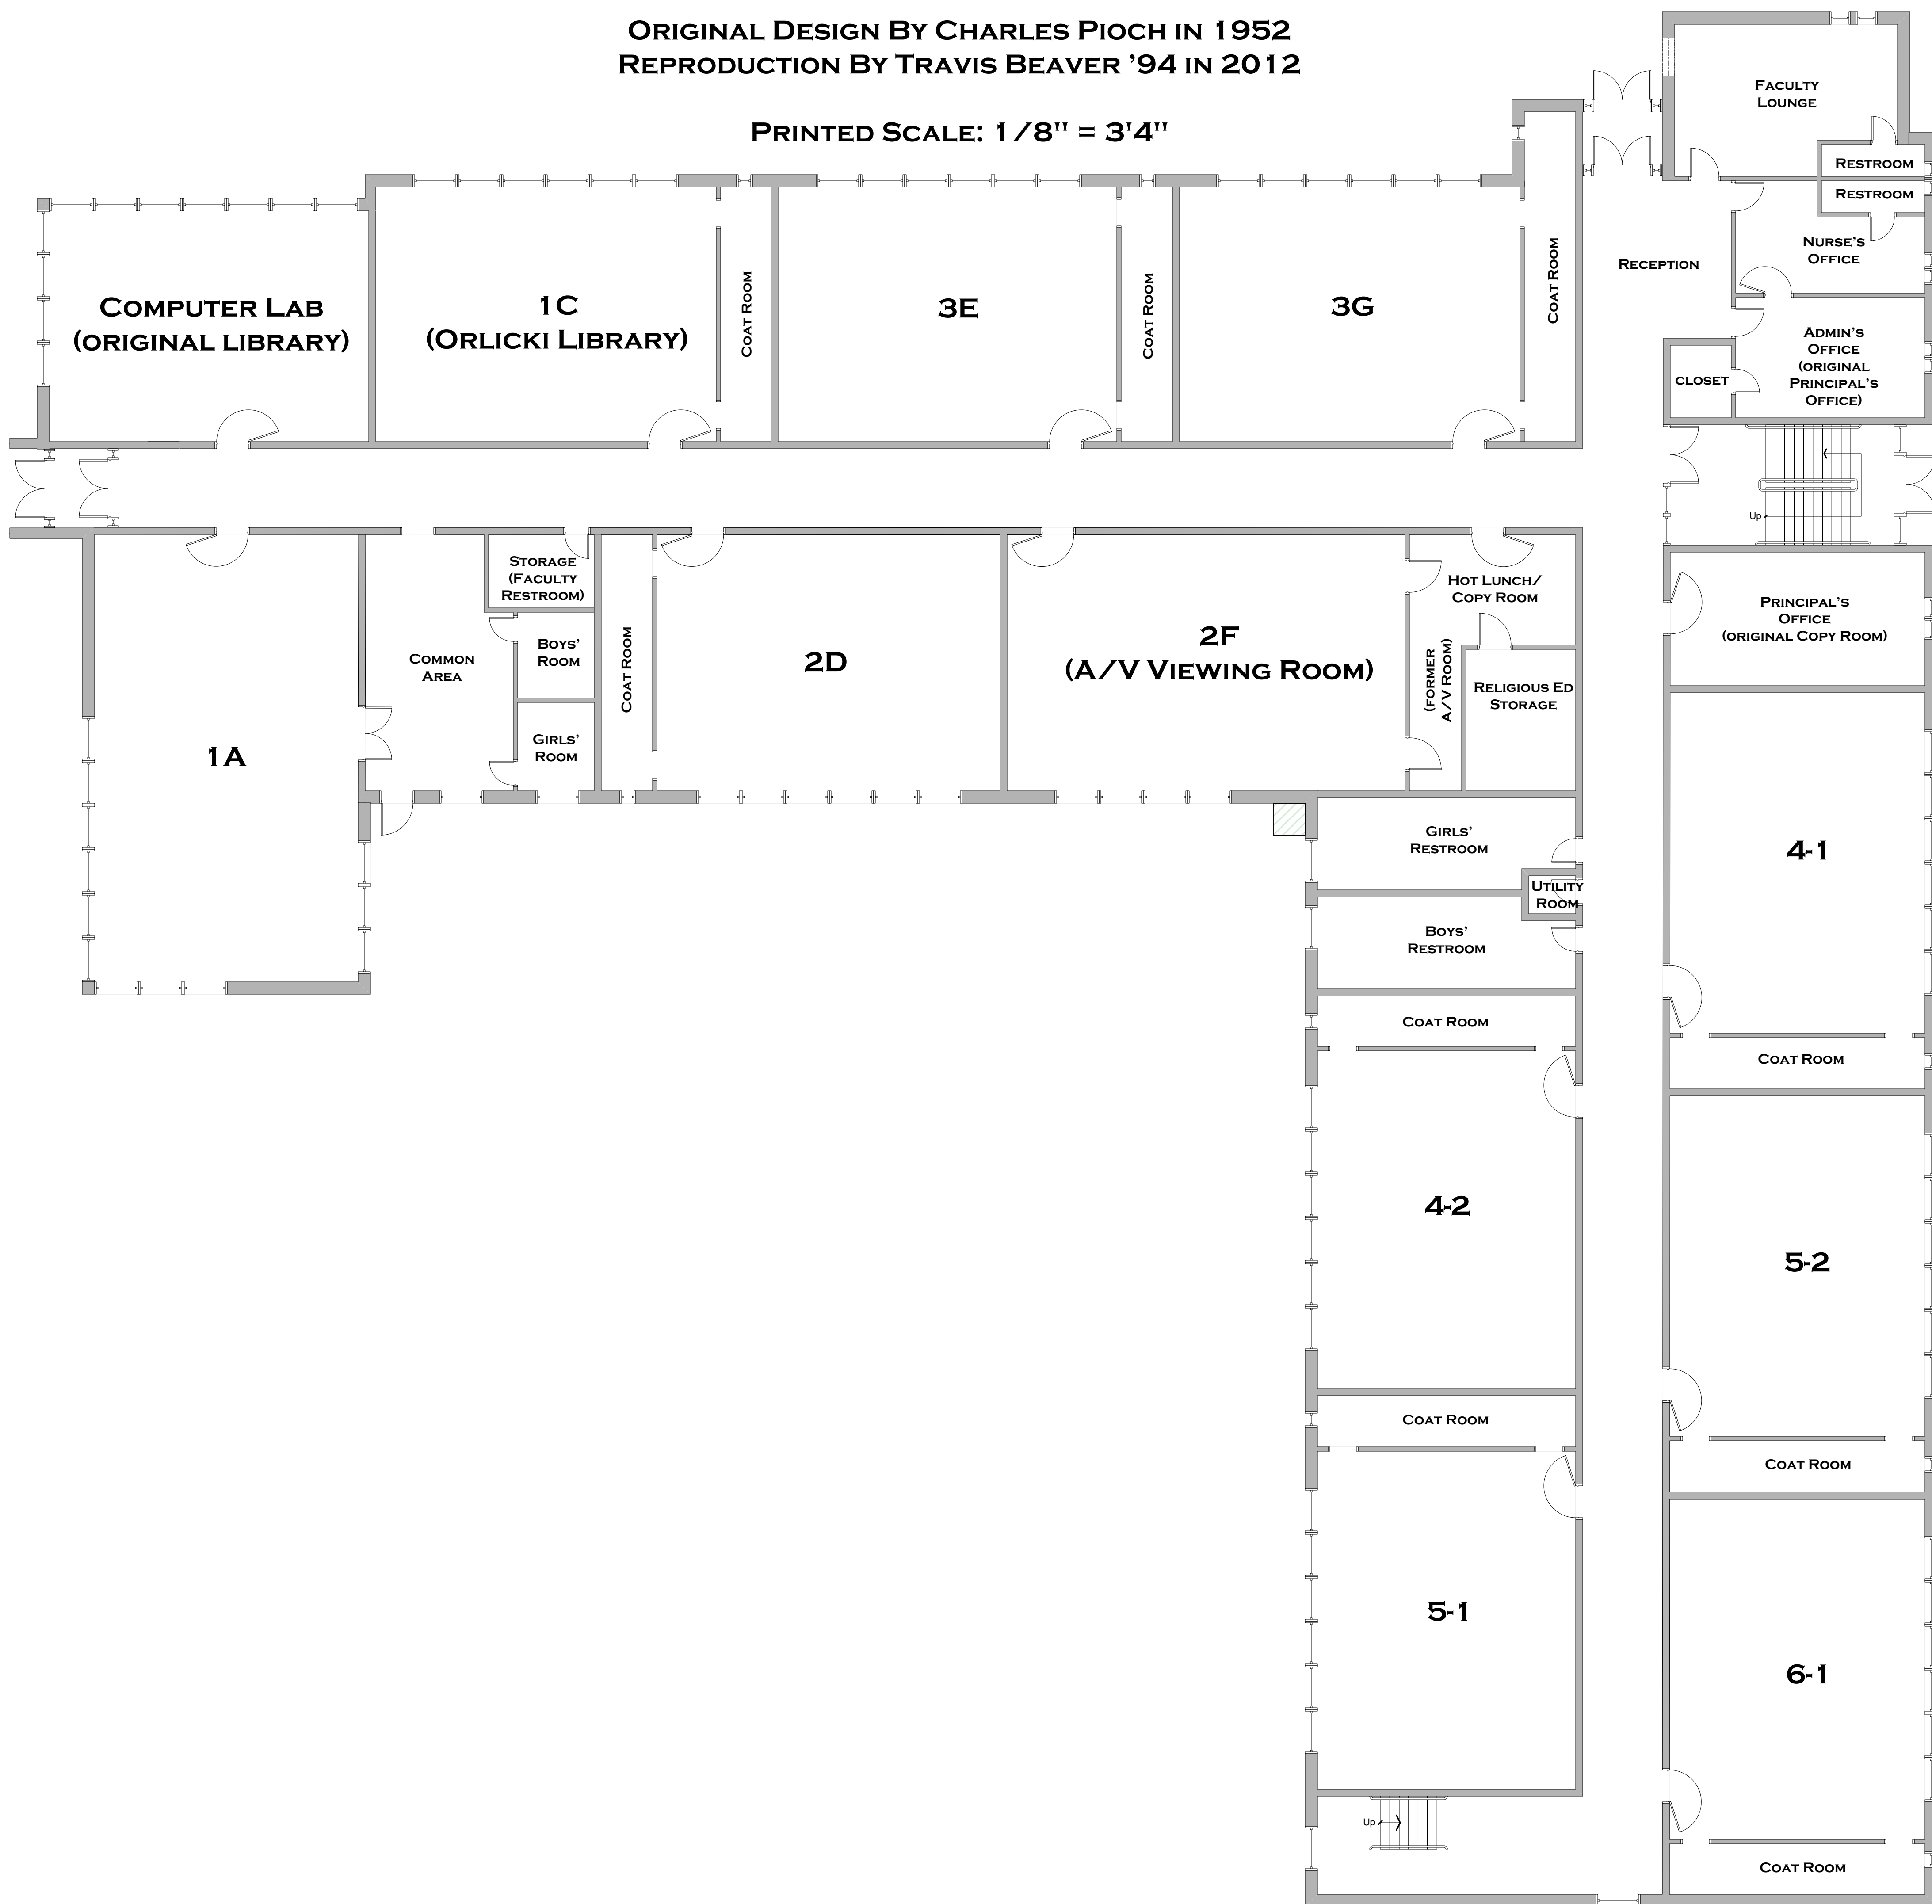 Original Design By Charles Pioch in 1952
Reproduction By Travis Beaver '94 in 2012
Printed Scale: 1/8" = 3'4"
Faculty
Lounge
Restroom
Restroom
Nurse's
Office
Reception
Admin's
Office
(original
Principal's
Office)
closet
Computer Lab
(original library)
1C
(Orlicki Library)
Coat Room
3E
Coat Room
3G
Coat Room
Up
1A
Common
Area
Storage
(Faculty
Restroom)
Boys'
Room
Girls'
Room
Coat Room
2D
2F
(A/V Viewing Room)
Hot Lunch/
Copy Room
(former
A/V Room)
Religious Ed
Storage
Principal's
Office
(original Copy Room)
Girls'
Restroom
Utility
Room
Boys'
Restroom
4-1
Coat Room
Coat Room
4-2
5-2
Coat Room
Coat Room
5-1
6-1
Up
Coat Room